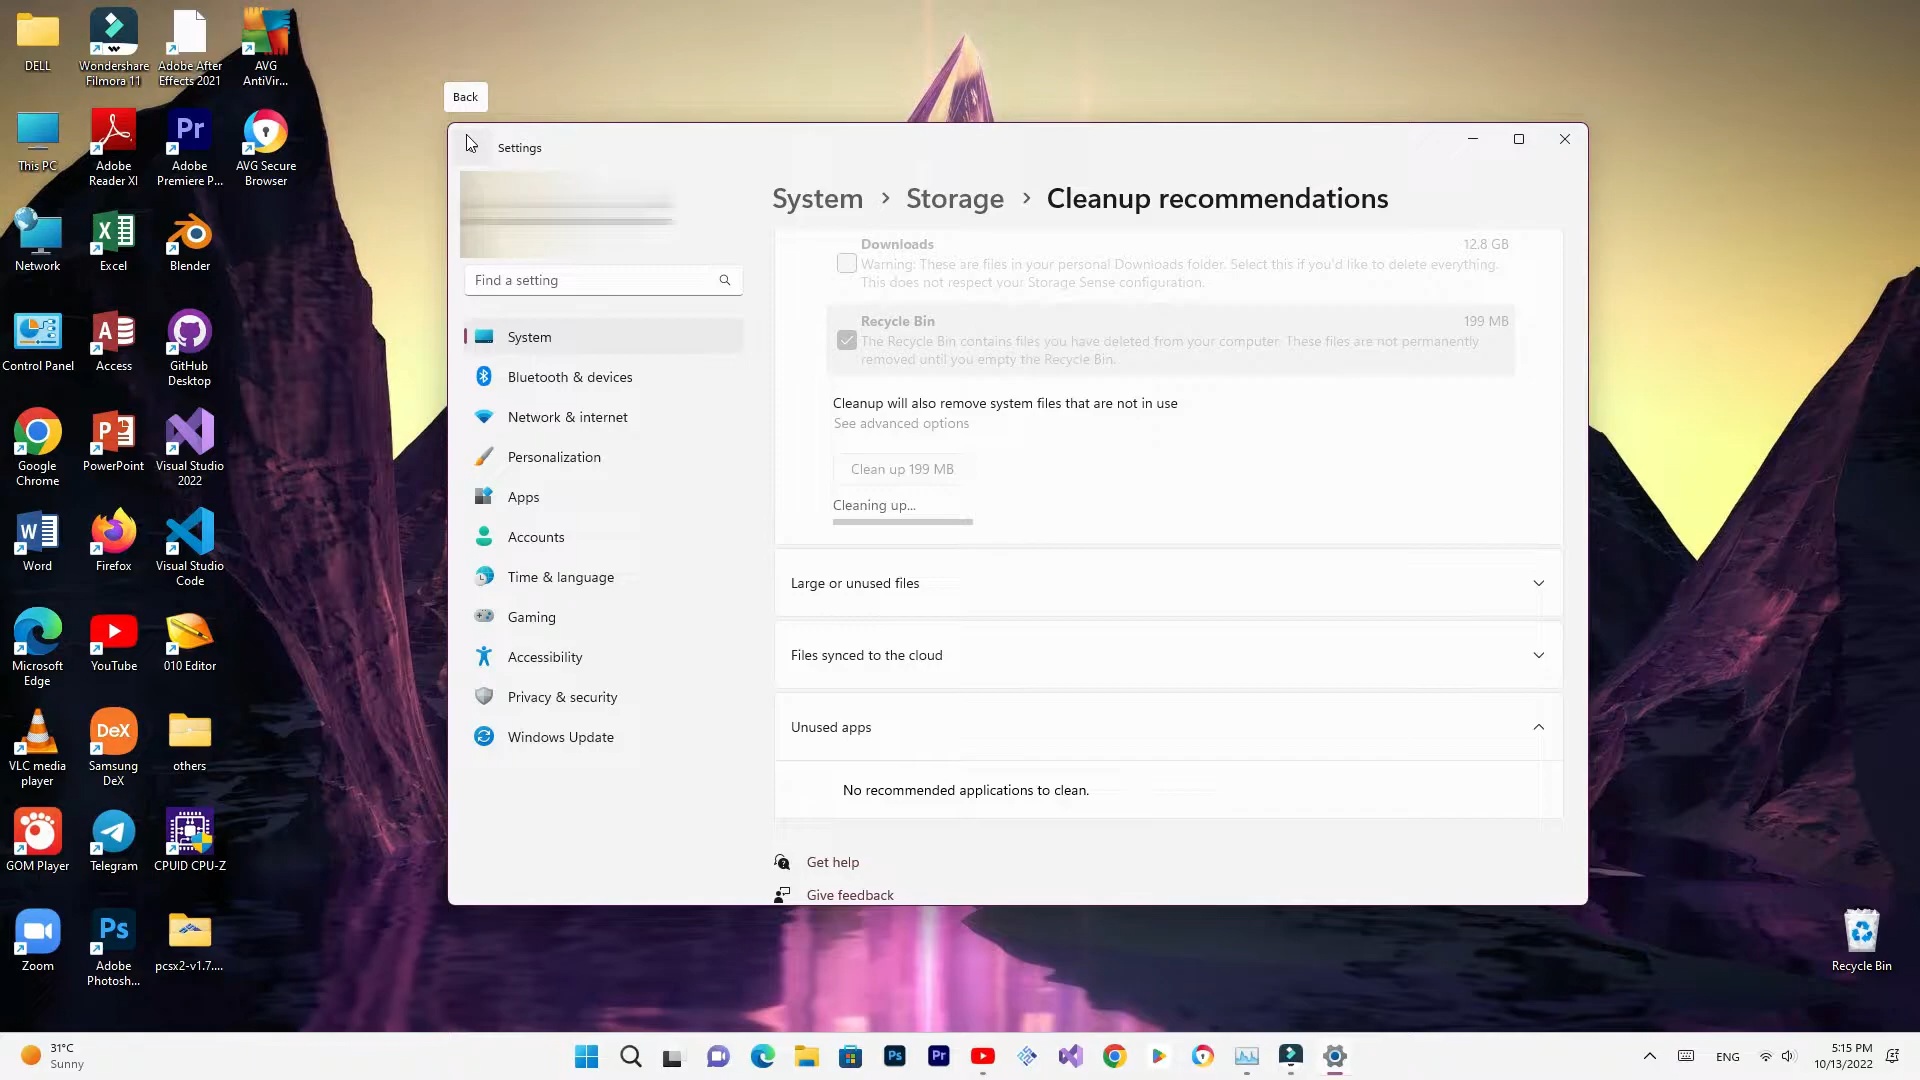 DELL
Wondershare
Filmora 11
Adobe After
Effects 2021
AVG
AntiVir...
This PC
Adobe
Reader XI
Pr
Adobe
Premiere P...
AVG Secure
Browser
Network
Excel
Blender
Control Panel
Access
GitHub
Desktop
Google
Chrome
PowerPoint
Visual Studio
2022
Word
Firefox
Visual Studio
Code
Microsoft
Edge
YouTube
010 Editor
VLC media
player
DeX
Samsung
DeX
others
GOM Player
Telegram
CPUID CPU-Z
Zoom
Ps
Adobe
Photosh...
pcsx2-v1.7....
Back
Settings
Find a setting
System
Bluetooth & devices
Network & internet
Personalization
Apps
Accounts
Time & language
Gaming
Accessibility
Privacy & security
Windows Update
System > Storage > Cleanup recommendations
Downloads 12.8 GB
Warning: These are files in your personal Downloads folder. Select this if you'd like to delete everything.
This does not respect your Storage Sense configuration.
Recycle Bin 199 MB
The Recycle Bin contains files you have deleted from your computer. These files are not permanently
removed until you empty the Recycle Bin.
Cleanup will also remove system files that are not in use
See advanced options
Clean up 199 MB
Cleaning up...
Large or unused files
Files synced to the cloud
Unused apps
No recommended applications to clean.
Get help
Give feedback
Recycle Bin
31°C
Sunny
Ps
Pr
ENG
5:15 PM
10/13/2022